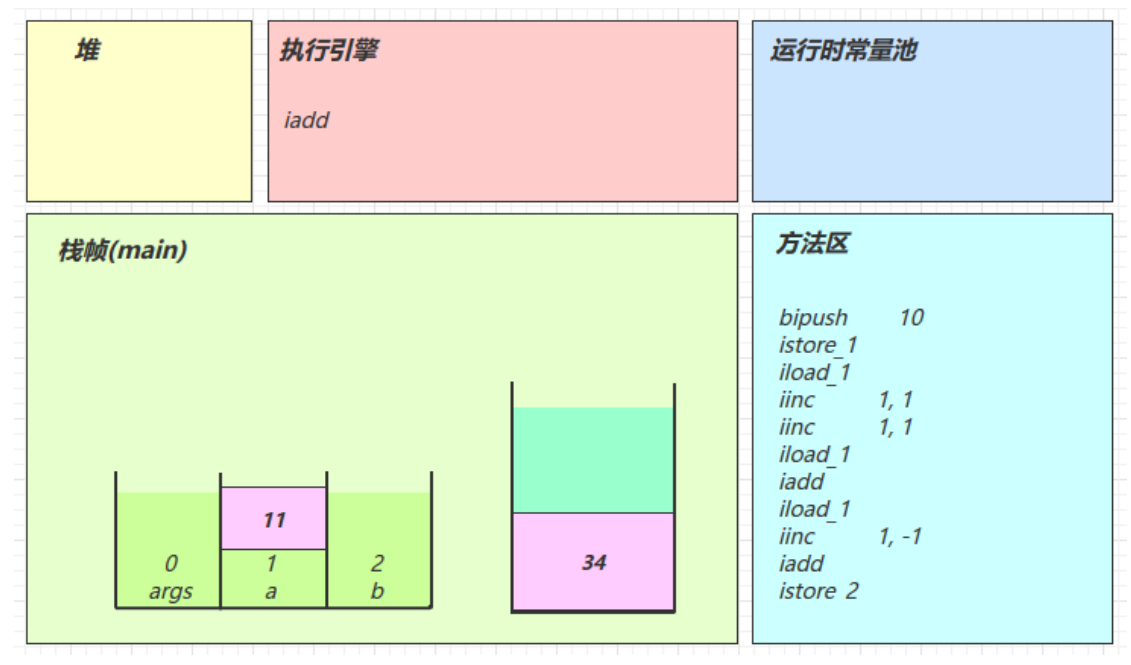 堆
执行引擎
iadd
运行时常量池
栈帧(main)
11
0 1 2
args a b
34
方法区
bipush 10
istore_1
iload_1
iinc 1, 1
iinc 1, 1
iload_1
iadd
iload_1
iinc 1, -1
iadd
istore 2